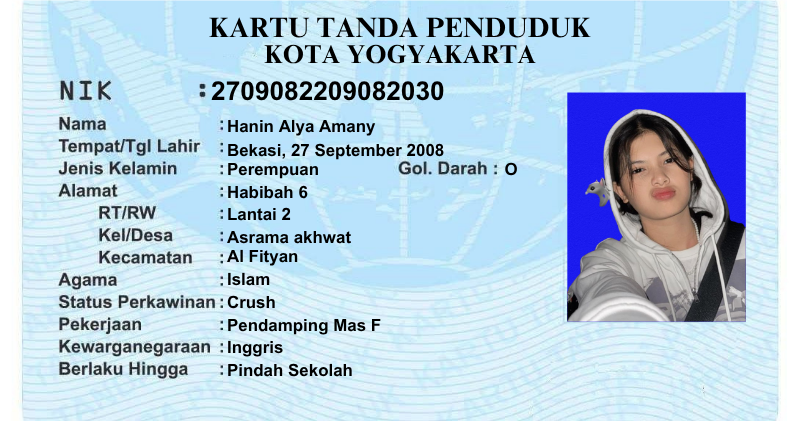 KARTU TANDA PENDUDUK
KOTA YOGYAKARTA
NIK : 2709082209082030
Nama : Hanin Alya Amany
Tempat/Tgl Lahir : Bekasi, 27 September 2008
Jenis Kelamin : Perempuan Gol. Darah : O
Alamat : Habibah 6
RT/RW : Lantai 2
Kel/Desa : Asrama akhwat
Kecamatan : Al Fityan
Agama : Islam
Status Perkawinan : Crush
Pekerjaan : Pendamping Mas F
Kewarganegaraan : Inggris
Berlaku Hingga : Pindah Sekolah